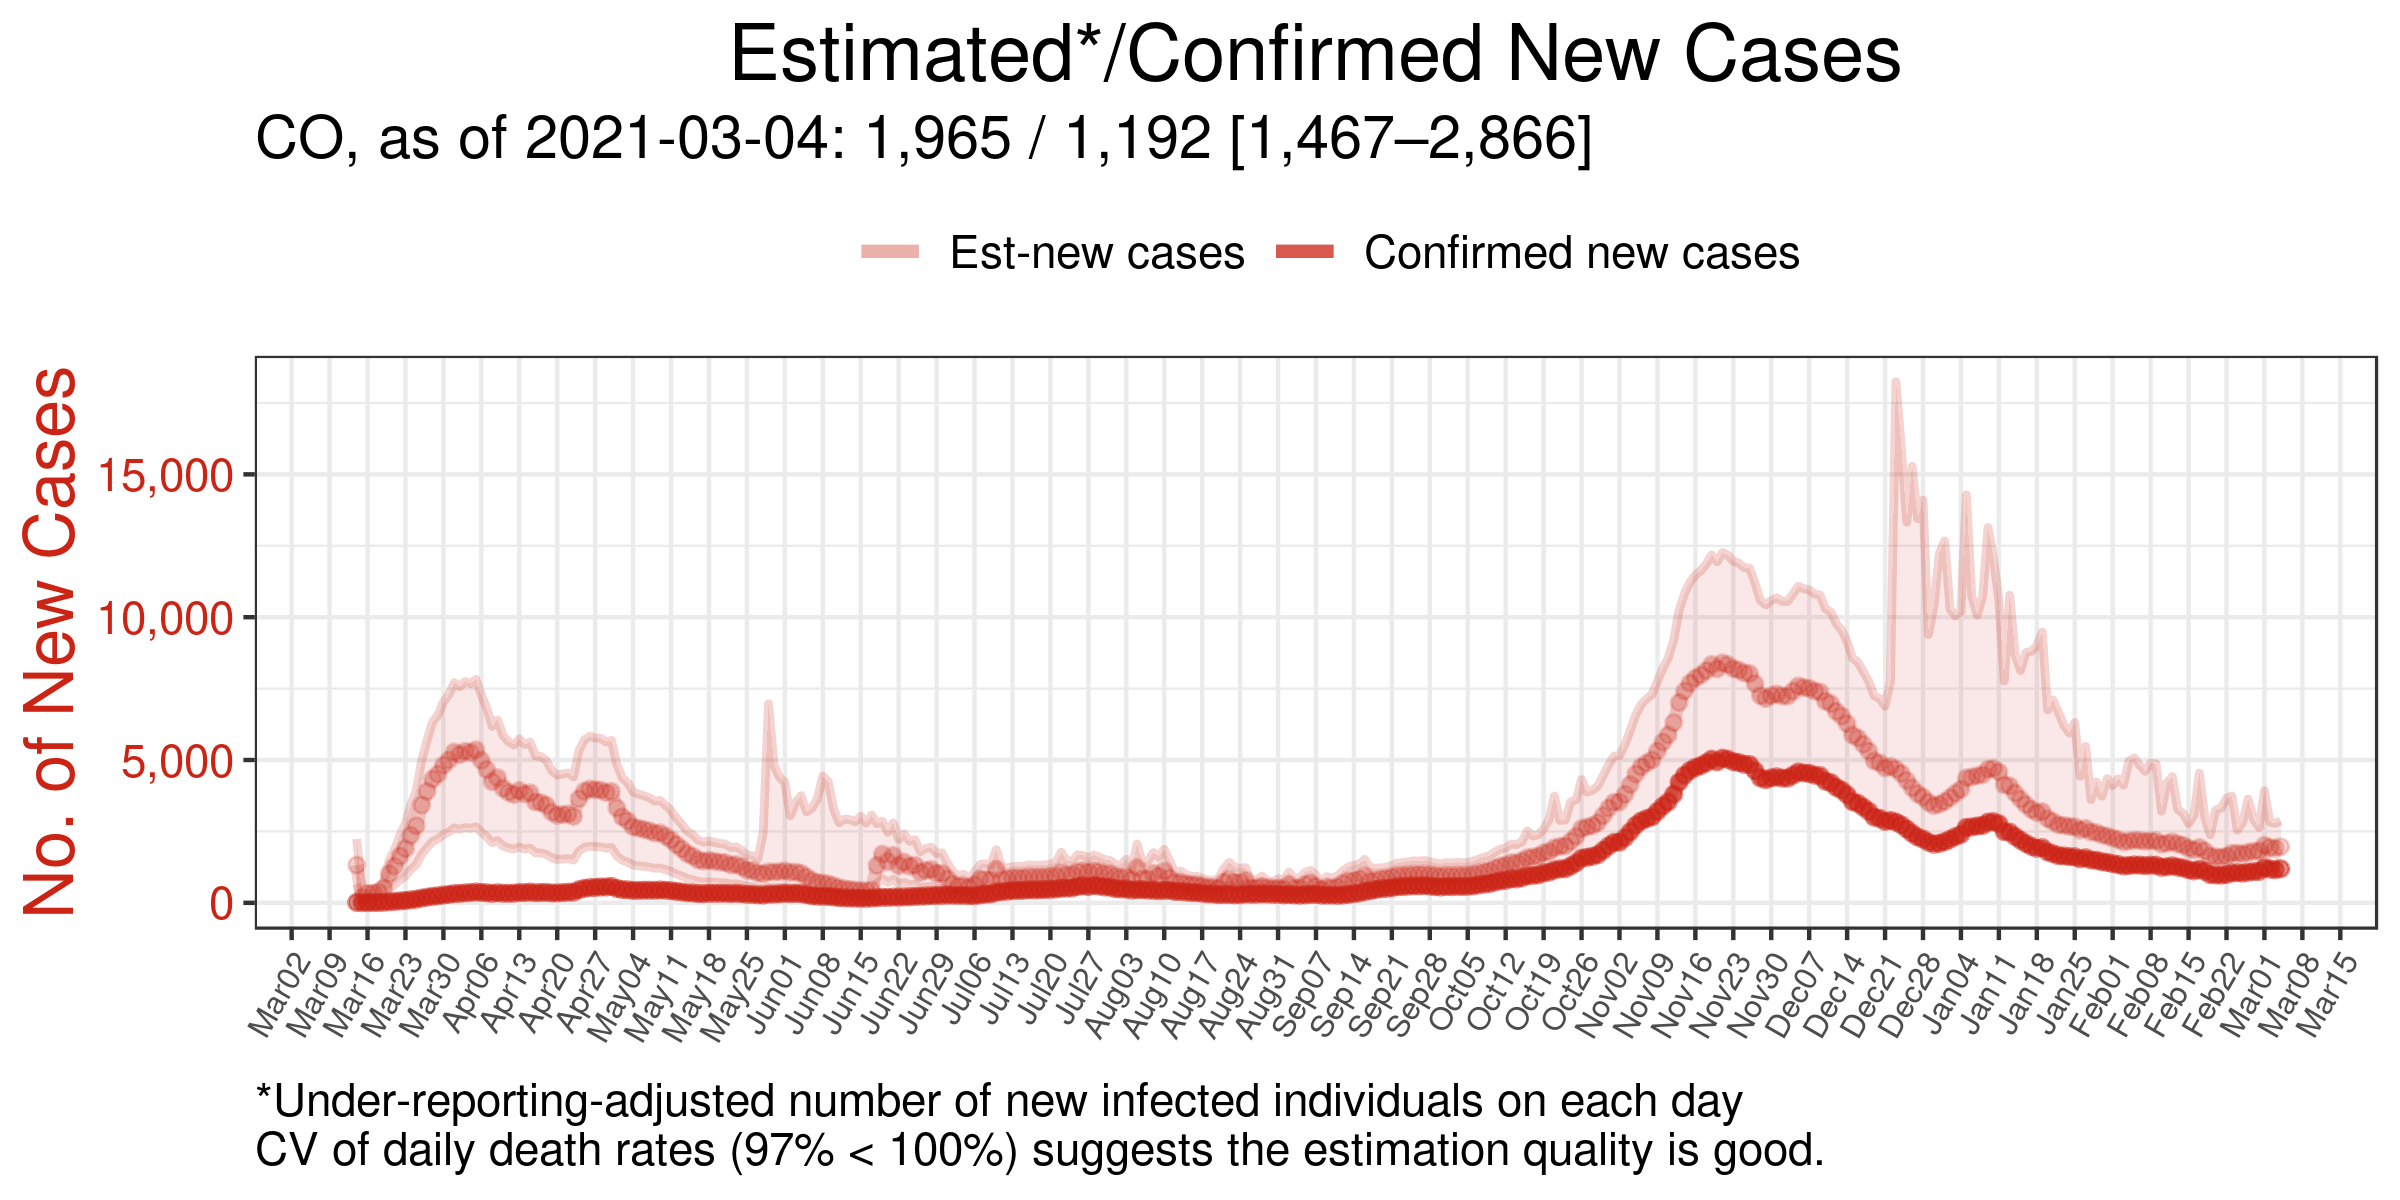 Estimated*/Confirmed New Cases
CO, as of 2021-03-04: 1,965 / 1,192 [1,467–2,866]
Est-new cases
Confirmed new cases
No. of New Cases
15,000
10,000
5,000
0
Mar02
Mar09
Mar16
Mar23
Mar30
Apr06
Apr13
Apr20
Apr27
May04
May11
May18
May25
Jun01
Jun08
Jun15
Jun22
Jun29
Jul06
Jul13
Jul20
Jul27
Aug03
Aug10
Aug17
Aug24
Aug31
Sep07
Sep14
Sep21
Sep28
Oct05
Oct12
Oct19
Oct26
Nov02
Nov09
Nov16
Nov23
Nov30
Dec07
Dec14
Dec21
Dec28
Jan04
Jan11
Jan18
Jan25
Feb01
Feb08
Feb15
Feb22
Mar01
Mar08
Mar15
*Under-reporting-adjusted number of new infected individuals on each day
CV of daily death rates (97% < 100%) suggests the estimation quality is good.